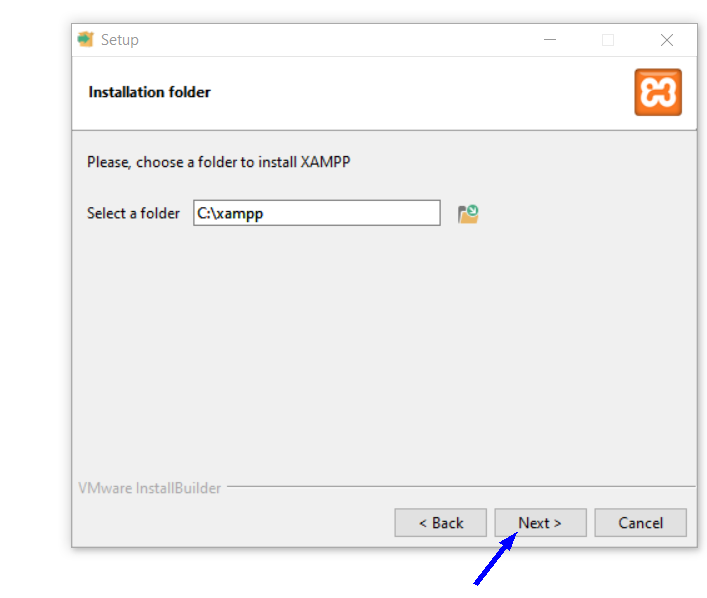 Setup
Installation folder
Please, choose a folder to install XAMPP
Select a folder C:\xampp
VMware InstallBuilder
< Back Next > Cancel